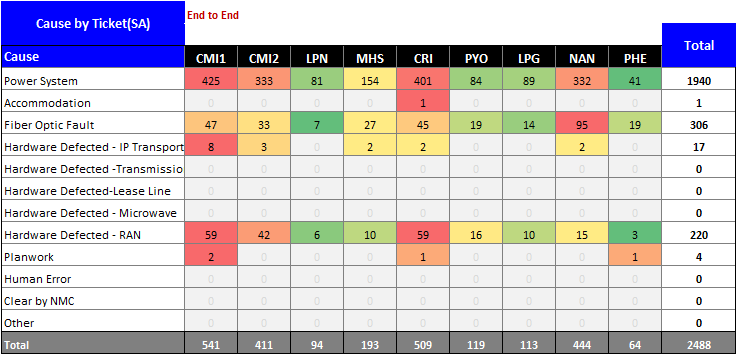 Cause by Ticket(SA) End to End Total
Cause CMI1 CMI2 LPN MHS CRI PYO LPG NAN PHE
Power System 425 333 81 154 401 84 89 332 41 1940
Accommodation 0 0 0 0 1 0 0 0 0 1
Fiber Optic Fault 47 33 7 27 45 19 14 95 19 306
Hardware Defected - IP Transport 8 3 0 2 2 0 0 2 0 17
Hardware Defected -Transmissio 0 0 0 0 0 0 0 0 0 0
Hardware Defected-Lease Line 0 0 0 0 0 0 0 0 0 0
Hardware Defected - Microwave 0 0 0 0 0 0 0 0 0 0
Hardware Defected - RAN 59 42 6 10 59 16 10 15 3 220
Planwork 2 0 0 0 1 0 0 0 1 4
Human Error 0 0 0 0 0 0 0 0 0 0
Clear by NMC 0 0 0 0 0 0 0 0 0 0
Other 0 0 0 0 0 0 0 0 0 0
Total 541 411 94 193 509 119 113 444 64 2488